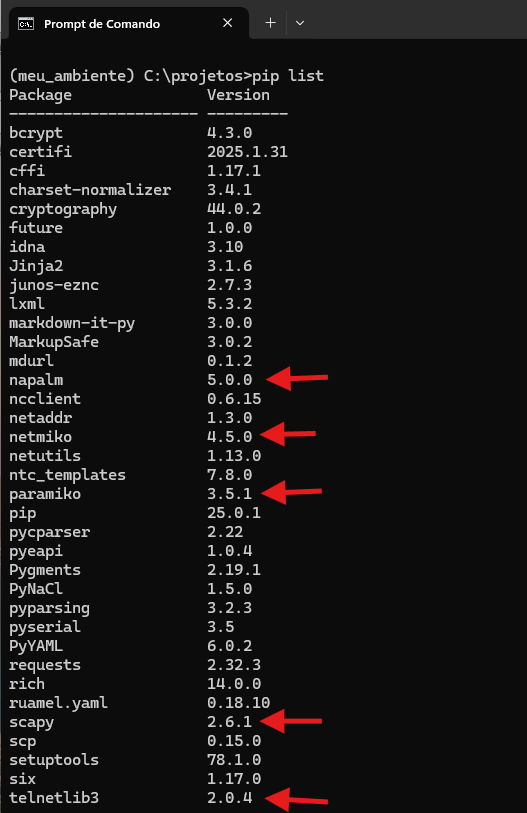 Prompt de Comando
(meu_ambiente) C:\projetos>pip list
Package Version
--------------------- ---------
bcrypt 4.3.0
certifi 2025.1.31
cffi 1.17.1
charset-normalizer 3.4.1
cryptography 44.0.2
future 1.0.0
idna 3.10
Jinja2 3.1.6
junos-eznc 2.7.3
lxml 5.3.2
markdown-it-py 3.0.0
MarkupSafe 3.0.2
mdurl 0.1.2
napalm 5.0.0
ncclient 0.6.15
netaddr 1.3.0
netmiko 4.5.0
netutils 1.13.0
ntc_templates 7.8.0
paramiko 3.5.1
pip 25.0.1
pycparser 2.22
pyeapi 1.0.4
Pygments 2.19.1
PyNaCl 1.5.0
pyparsing 3.2.3
pyserial 3.5
PyYAML 6.0.2
requests 2.32.3
rich 14.0.0
ruamel.yaml 0.18.10
scapy 2.6.1
scp 0.15.0
setuptools 78.1.0
six 1.17.0
telnetlib3 2.0.4